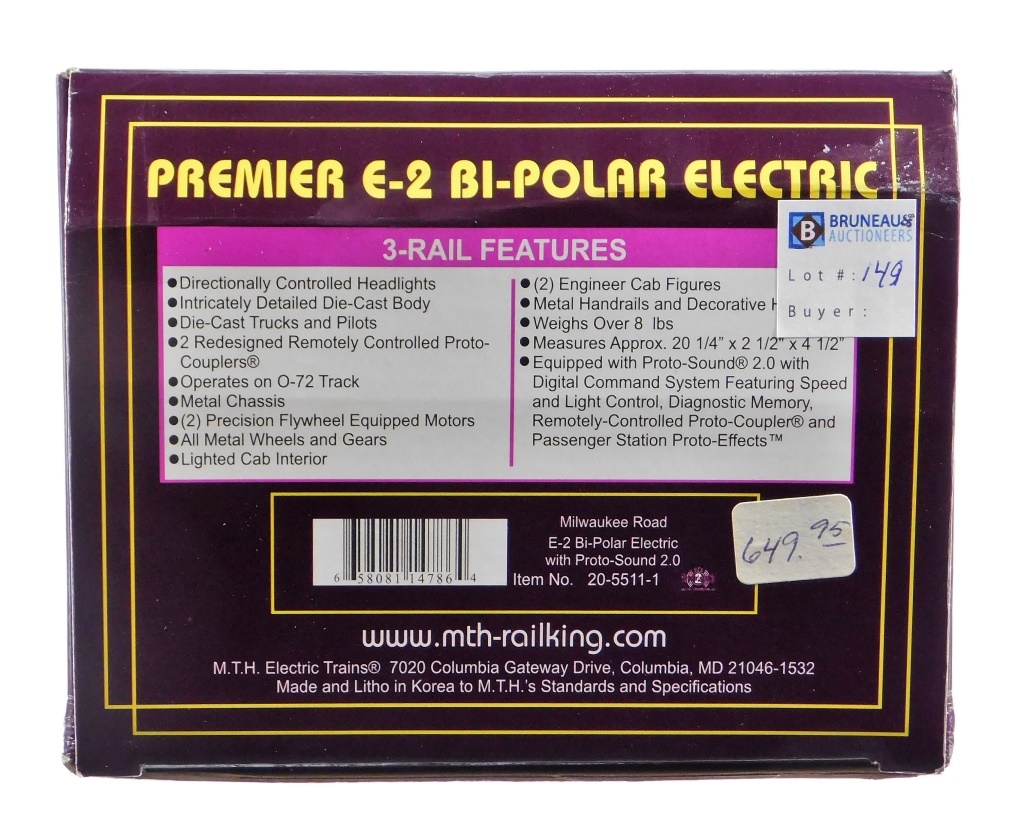 PREMIER E-2 BI-POLAR ELECTRIC
B BRUNEAU &
AUCTIONEERS
Lot #: 149
Buyer:
3-RAIL FEATURES
●Directionally Controlled Headlights
●Intricately Detailed Die-Cast Body
●Die-Cast Trucks and Pilots
●2 Redesigned Remotely Controlled Proto-
Couplers®
●Operates on O-72 Track
●Metal Chassis
●(2) Precision Flywheel Equipped Motors
●All Metal Wheels and Gears
●Lighted Cab Interior
●(2) Engineer Cab Figures
●Metal Handrails and Decorative
●Weighs Over 8 lbs
●Measures Approx. 20 1/4" x 2 1/2" x 4 1/2"
●Equipped with Proto-Sound® 2.0 with
Digital Command System Featuring Speed
and Light Control, Diagnostic Memory,
Remotely-Controlled Proto-Coupler® and
Passenger Station Proto-Effects™
6 58081 14786 4
Milwaukee Road
E-2 Bi-Polar Electric
with Proto-Sound 2.0
Item No. 20-5511-1
2
649.95
www.mth-railking.com
M.T.H. Electric Trains® 7020 Columbia Gateway Drive, Columbia, MD 21046-1532
Made and Litho in Korea to M.T.H.'s Standards and Specifications